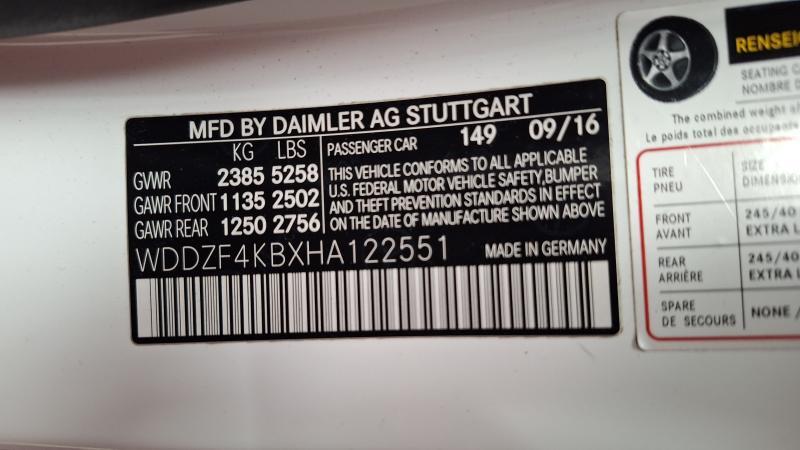 MFD BY DAIMLER AG STUTTGART
KG LBS
GVWR 2385 5258
GAWR FRONT 1135 2502
GAWR REAR 1250 2756
PASSENGER CAR 149 09/16
THIS VEHICLE CONFORMS TO ALL APPLICABLE
U.S. FEDERAL MOTOR VEHICLE SAFETY, BUMPER
AND THEFT PREVENTION STANDARDS IN EFFECT
ON THE DATE OF MANUFACTURE SHOWN ABOVE
WDDZF4KBXHA122551 MADE IN GERMANY
SEATING
NOMBRE
The combined weight
Le poids total des
TIRE SIZE
PNEU
FRONT 245/40
AVANT EXTRA
REAR 245/40
ARRIÈRE EXTRA
SPARE NONE /
DE SECOURS